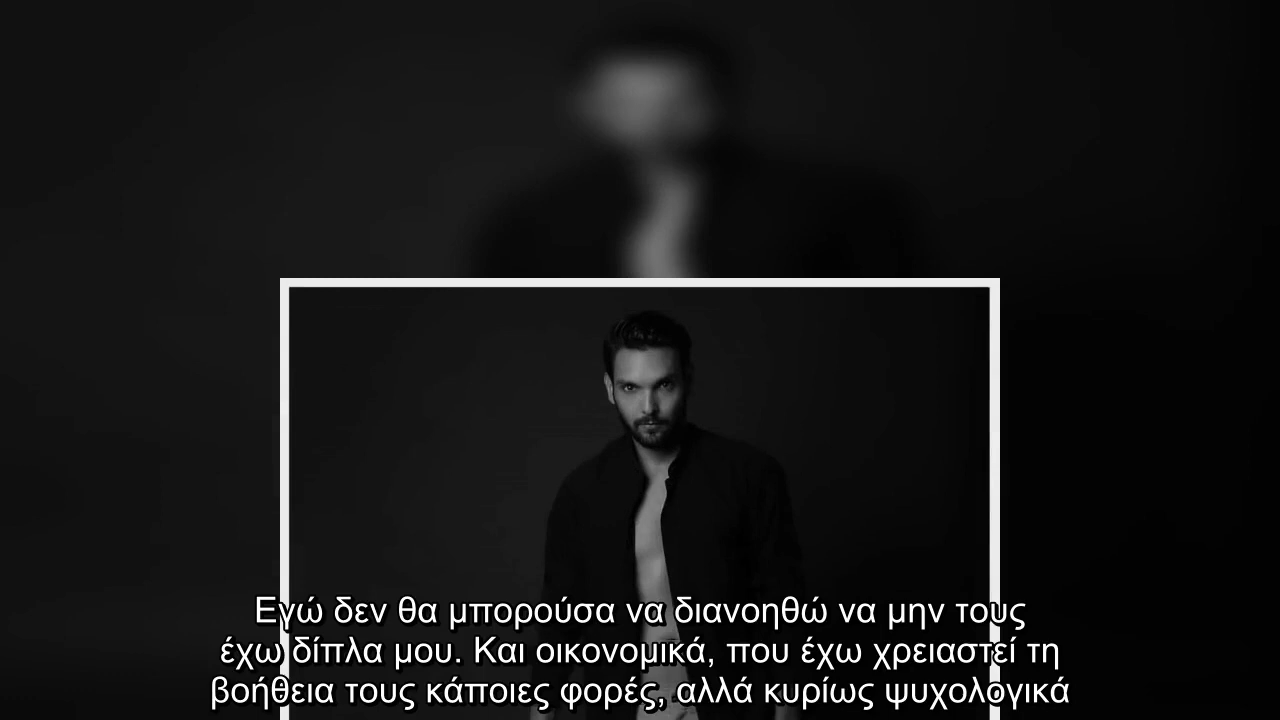 Εγώ δεν θα μπορούσα να διανοηθώ να μην τους
έχω δίπλα μου. Και οικονομικά, που έχω χρειαστεί τη
βοήθεια τους κάποιες φορές, αλλά κυρίως ψυχολογικά